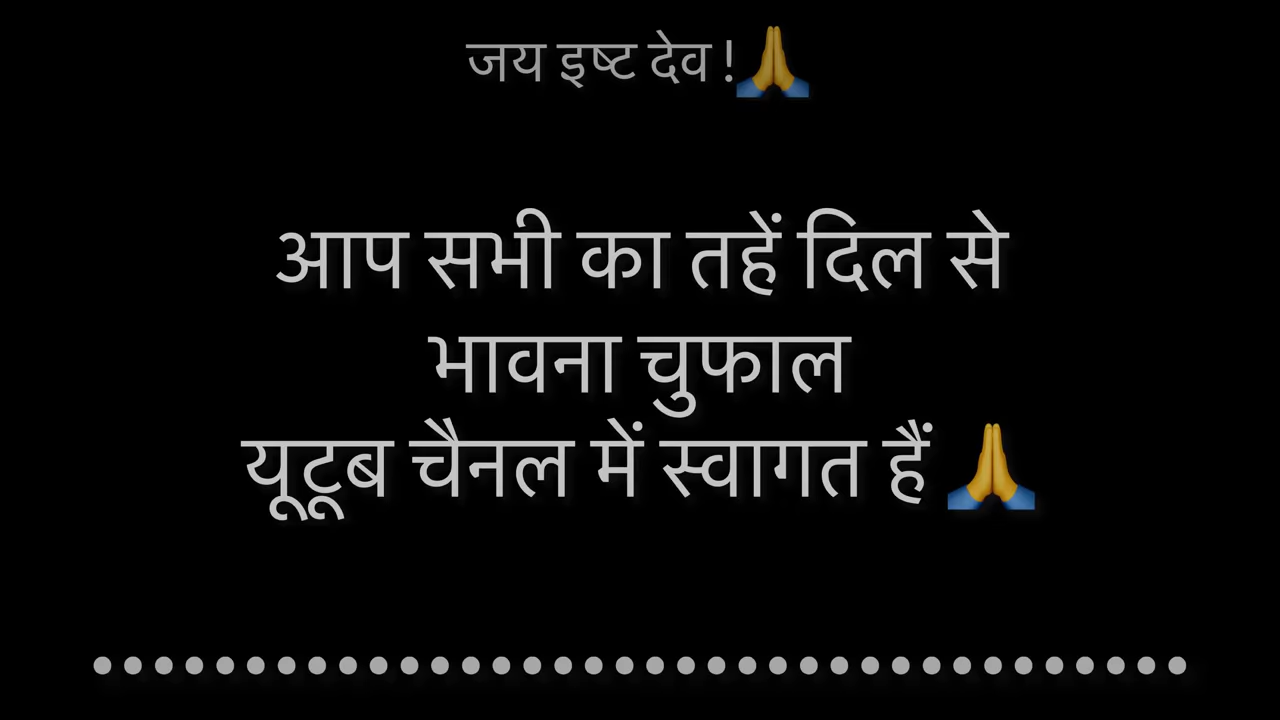 जय इष्ट देव !🙏
आप सभी का तहें दिल से
भावना चुफाल
यूटूब चैनल में स्वागत हैं 🙏